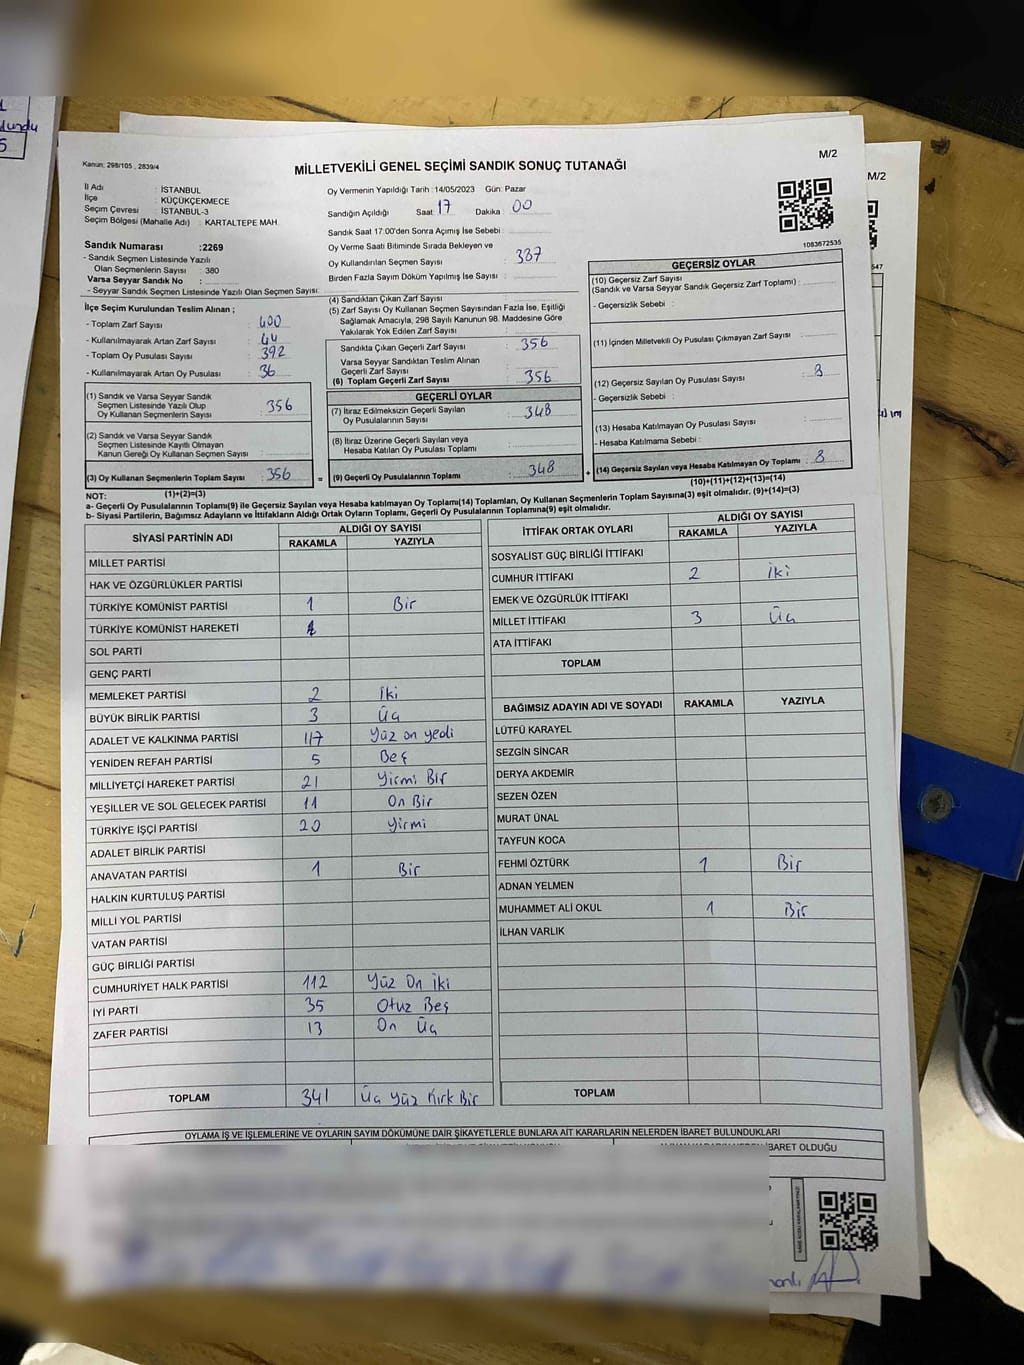 1
lundu
5
Kanun: 298/105 , 2839/4
MİLLETVEKİLİ GENEL SEÇİMİ SANDIK SONUÇ TUTANAĞI
M/2
M/2
İl Adı : İSTANBUL
İlçe : KÜÇÜKÇEKMECE
Seçim Çevresi : İSTANBUL-3
Seçim Bölgesi (Mahalle Adı) : KARTALTEPE MAH.
Sandık Numarası :2269
- Sandık Seçmen Listesinde Yazılı
Olan Seçmenlerin Sayısı : 380
Varsa Seyyar Sandık No :
- Seyyar Sandık Seçmen Listesinde Yazılı Olan Seçmen Sayısı:
Oy Vermenin Yapıldığı Tarih :14/05/2023 Gün: Pazar
Sandığın Açıldığı Saat: 17 Dakika : 00
Sandık Saat 17:00'den Sonra Açımış İse Sebebi :
Oy Verme Saati Bitiminde Sırada Bekleyen ve
Oy Kullandırılan Seçmen Sayısı : 337
Birden Fazla Sayım Döküm Yapılmış İse Sayısı :
1083672535
547
İlçe Seçim Kurulundan Teslim Alınan ;
- Toplam Zarf Sayısı : 400
- Kullanılmayarak Artan Zarf Sayısı : 44
- Toplam Oy Pusulası Sayısı : 392
- Kullanılmayarak Artan Oy Pusulası : 36
(1) Sandık ve Varsa Seyyar Sandık
Seçmen Listesinde Yazılı Olup
Oy Kullanan Seçmenlerin Sayısı : 356
(2) Sandık ve Varsa Seyyar Sandık
Seçmen Listesinde Kayıtlı Olmayan
Kanun Gereği Oy Kullanan Seçmen Sayısı :
(3) Oy Kullanan Seçmenlerin Toplam Sayısı : 356
(1)+(2)=(3)
(4) Sandıktan Çıkan Zarf Sayısı :
(5) Zarf Sayısı Oy Kullanan Seçmen Sayısından Fazla İse, Eşitliği
Sağlamak Amacıyla, 298 Sayılı Kanunun 98. Maddesine Göre
Yakılarak Yok Edilen Zarf Sayısı :
Sandıkta Çıkan Geçerli Zarf Sayısı : 356
Varsa Seyyar Sandıktan Teslim Alınan
Geçerli Zarf Sayısı :
(6) Toplam Geçerli Zarf Sayısı : 356
GEÇERLİ OYLAR
(7) İtiraz Edilmeksizin Geçerli Sayılan
Oy Pusulalarının Sayısı : 348
(8) İtiraz Üzerine Geçerli Sayılan veya
Hesaba Katılan Oy Pusulası Toplamı :
= (9) Geçerli Oy Pusulalarının Toplamı : 348
GEÇERSİZ OYLAR
(10) Geçersiz Zarf Sayısı
(Sandık ve Varsa Seyyar Sandık Geçersiz Zarf Toplamı) :
- Geçersizlik Sebebi :
(11) İçinden Milletvekili Oy Pusulası Çıkmayan Zarf Sayısı :
(12) Geçersiz Sayılan Oy Pusulası Sayısı : 8
- Geçersizlik Sebebi :
(13) Hesaba Katılmayan Oy Pusulası Sayısı :
- Hesaba Katılmama Sebebi :
+ (14) Geçersiz Sayılan veya Hesaba Katılmayan Oy Toplamı : 8
(10)+(11)+(12)+(13)=(14)
NOT:
a- Geçerli Oy Pusulalarının Toplamı(9) ile Geçersiz Sayılan veya Hesaba katılmayan Oy Toplamı(14) Toplamları, Oy Kullanan Seçmenlerin Toplam Sayısına(3) eşit olmalıdır. (9)+(14)=(3)
b- Siyasi Partilerin, Bağımsız Adayların ve İttifakların Aldığı Ortak Oyların Toplamı, Geçerli Oy Pusulalarının Toplamına(9) eşit olmalıdır.
SİYASİ PARTİNİN ADI
ALDIĞI OY SAYISI
RAKAMLA YAZIYLA
MİLLET PARTİSİ
HAK VE ÖZGÜRLÜKLER PARTİSİ
TÜRKİYE KOMÜNİST PARTİSİ 1 Bir
TÜRKİYE KOMÜNİST HAREKETİ
SOL PARTİ
GENÇ PARTİ
MEMLEKET PARTİSİ 2 İki
BÜYÜK BİRLİK PARTİSİ 3 Üç
ADALET VE KALKINMA PARTİSİ 117 Yüz on yedi
YENİDEN REFAH PARTİSİ 5 Beş
MİLLİYETÇİ HAREKET PARTİSİ 21 Yirmi Bir
YEŞİLLER VE SOL GELECEK PARTİSİ 11 On Bir
TÜRKİYE İŞÇİ PARTİSİ 20 Yirmi
ADALET BİRLİK PARTİSİ
ANAVATAN PARTİSİ 1 Bir
HALKIN KURTULUŞ PARTİSİ
MİLLİ YOL PARTİSİ
VATAN PARTİSİ
GÜÇ BİRLİĞİ PARTİSİ
CUMHURİYET HALK PARTİSİ 112 Yüz On İki
İYİ PARTİ 35 Otuz Beş
ZAFER PARTİSİ 13 On Üç
TOPLAM 341 Üç Yüz Kırk Bir
İTTİFAK ORTAK OYLARI
ALDIĞI OY SAYISI
RAKAMLA YAZIYLA
SOSYALİST GÜÇ BİRLİĞİ İTTİFAKI
CUMHUR İTTİFAKI 2 İki
EMEK VE ÖZGÜRLÜK İTTİFAKI
MİLLET İTTİFAKI 3 Üç
ATA İTTİFAKI
TOPLAM
BAĞIMSIZ ADAYIN ADI VE SOYADI RAKAMLA YAZIYLA
LÜTFÜ KARAYEL
SEZGİN SİNCAR
DERYA AKDEMİR
SEZEN ÖZEN
MURAT ÜNAL
TAYFUN KOCA
FEHMİ ÖZTÜRK 1 Bir
ADNAN YELMEN
MUHAMMET ALİ OKUL 1 Bir
İLHAN VARLIK
TOPLAM
OYLAMA İŞ VE İŞLEMLERİNE VE OYLARIN SAYIM DÖKÜMÜNE DAİR ŞİKAYETLERLE BUNLARA AİT KARARLARIN NELERDEN İBARET BULUNDUKLARI
İBARET OLDUĞU